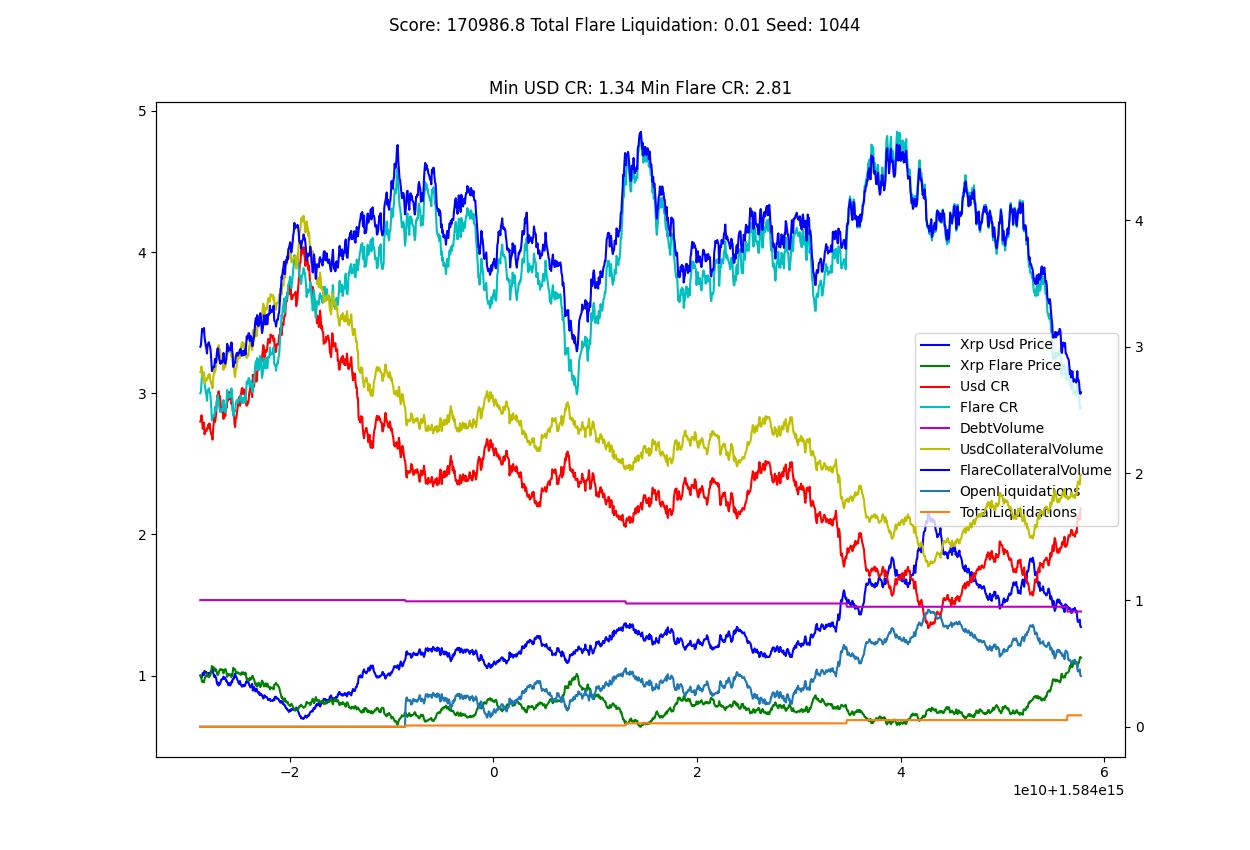 Score: 170986.8 Total Flare Liquidation: 0.01 Seed: 1044
Min USD CR: 1.34 Min Flare CR: 2.81
5
4
3
2
1
4
3
2
1
0
Xrp Usd Price
Xrp Flare Price
Usd CR
Flare CR
DebtVolume
UsdCollateralVolume
FlareCollateralVolume
OpenLiquidations
TotalLiquidations
−2 0 2 4 6
1e10+1.584e15